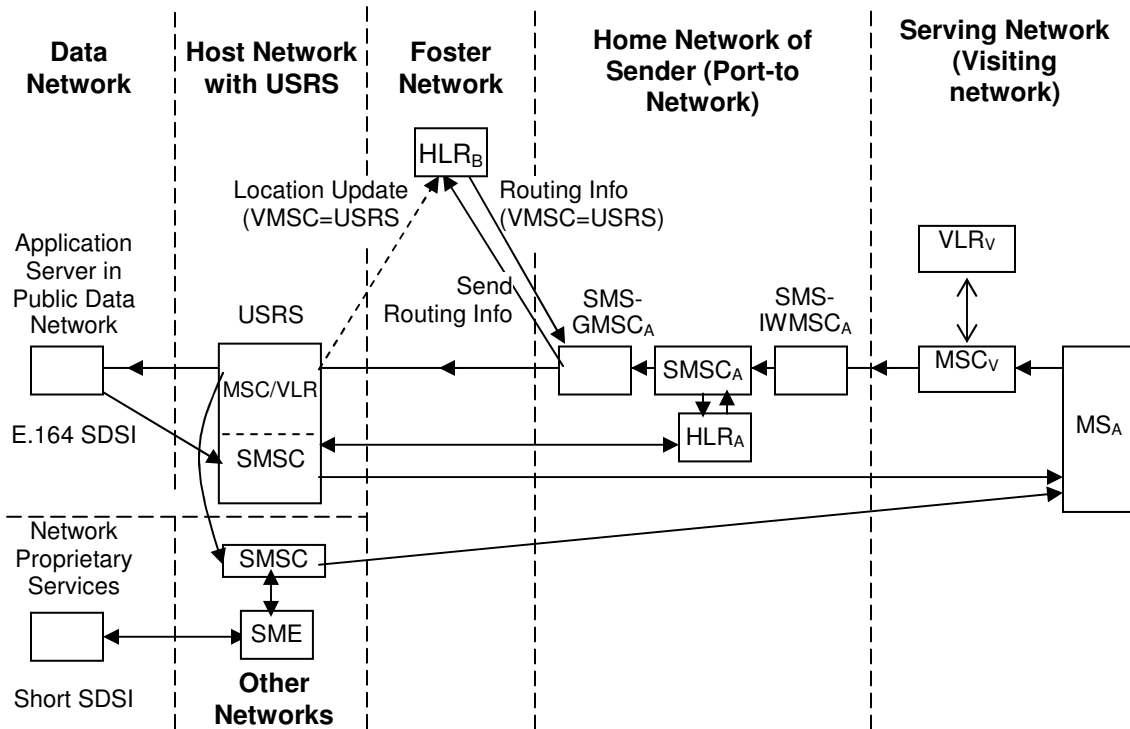 Data
Network
Host Network
with USRS
Foster
Network
Home Network of
Sender (Port-to
Network)
Serving Network
(Visiting
network)
HLRB
Location Update
(VMSC=USRS
Routing Info
(VMSC=USRS)
Send
Routing Info
Application
Server in
Public Data
Network
USRS
SMS-
GMSCA
SMS-
IWMSCA
VLRV
MSC/VLR
SMSCA
MSCV
MSA
E.164 SDSI
SMSC
HLRA
Network
Proprietary
Services
SMSC
SME
Short SDSI
Other
Networks